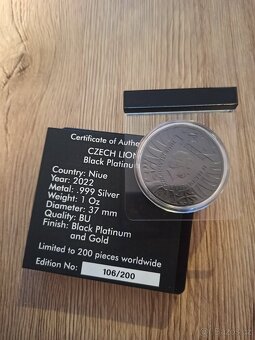 Certificate of Authe
CZECH LION
Black Platinu
Country: Niue
Year: 2022
Metal: .999 Silver
Weight: 1 Oz
Diameter: 37 mm
Quality: BU
Finish: Black Platinum
and Gold
Limited to 200 pieces worldwide
Edition No: 106/200